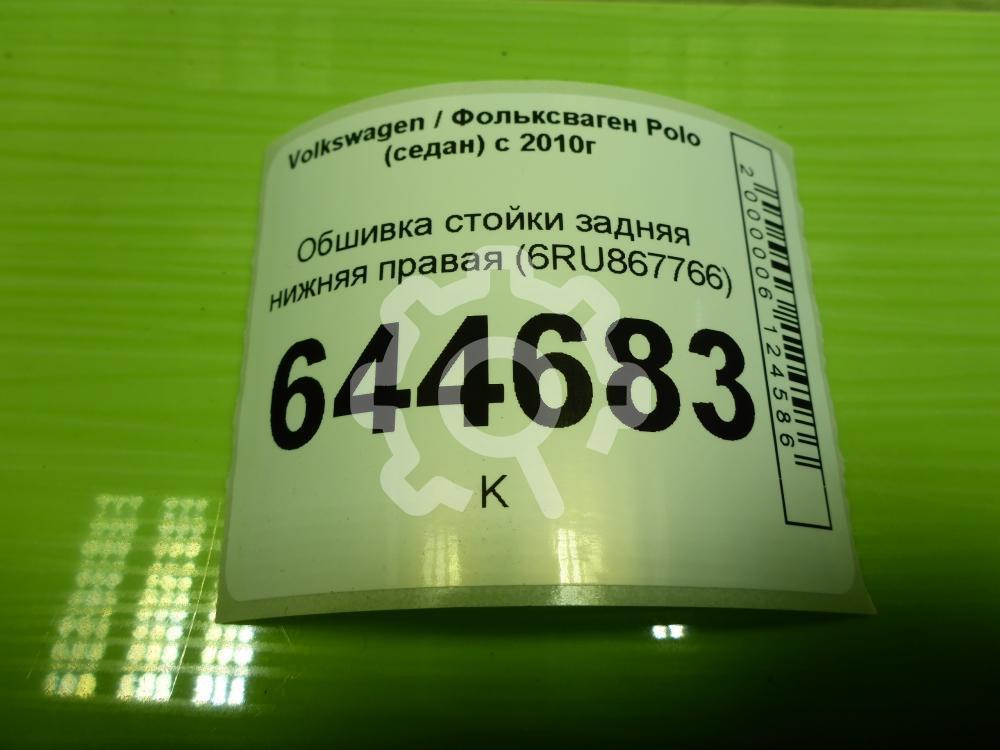 Volkswagen / Фольксваген Polo
(седан) с 2010г
Обшивка стойки задняя
нижняя правая (6RU867766)
644683
K
2000006124586